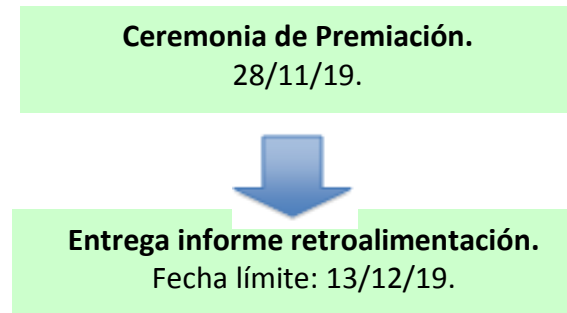 Ceremonia de Premiación.
28/11/19.
Entrega informe retroalimentación.
Fecha límite: 13/12/19.